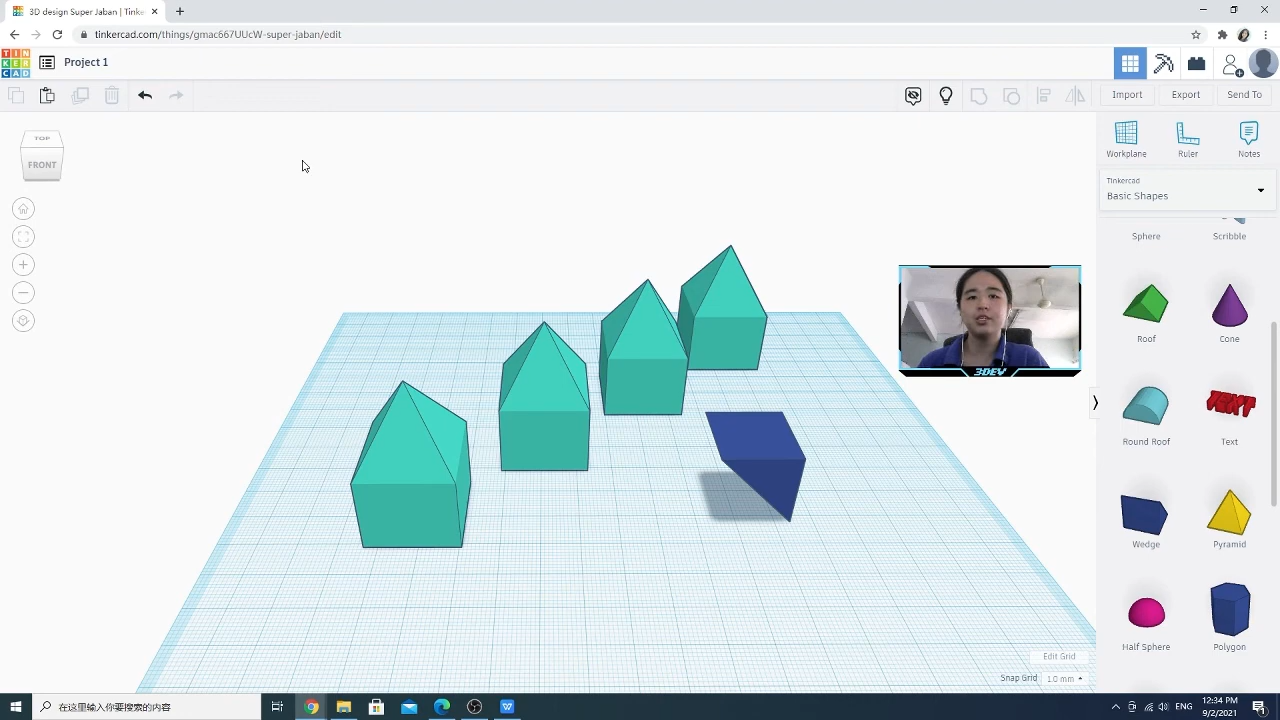 3D design Super Jaban | Tinke
tinkercad.com/things/gmac667UUcW-super-jaban/edit
TIN
KER
CAD
Project 1
Import
Export
Send To
TOP
FRONT
Workplane
Ruler
Notes
Tinkercad
Basic Shapes
Sphere
Scribble
Roof
Cone
Round Roof
Text
TEXT
Wedge
Pyramid
Half Sphere
Polygon
3DEV
Edit Grid
Snap Grid
1.0 mm
在这里输入你要搜索的内容
ENG
12:34 PM
9/2/2021